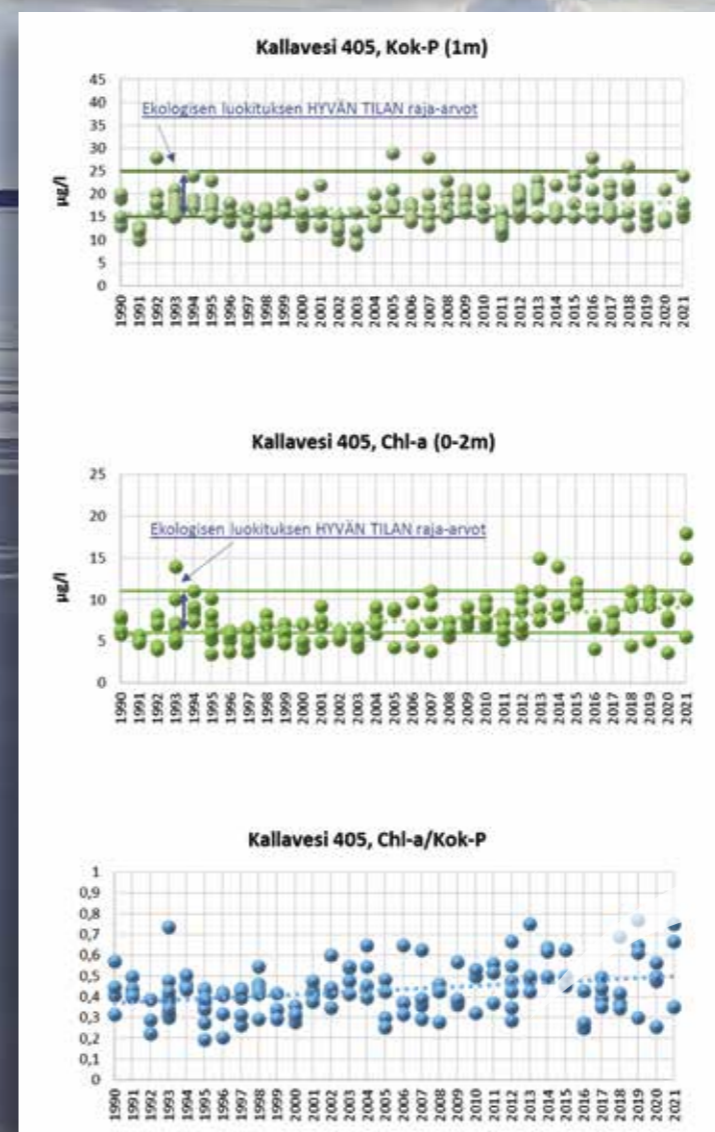 Kallavesi 405, Kok-P (1m)
45
40
35
30
25
20
15
10
5
0
µg/l
Ekologisen luokituksen HYVÄN TILAN raja-arvot
1990 1991 1992 1993 1994 1995 1996 1997 1998 1999 2000 2001 2002 2003 2004 2005 2006 2007 2008 2009 2010 2011 2012 2013 2014 2015 2016 2017 2018 2019 2020 2021
Kallavesi 405, Chl-a (0-2m)
25
20
15
10
5
0
µg/l
Ekologisen luokituksen HYVÄN TILAN raja-arvot
1990 1991 1992 1993 1994 1995 1996 1997 1998 1999 2000 2001 2002 2003 2004 2005 2006 2007 2008 2009 2010 2011 2012 2013 2014 2015 2016 2017 2018 2019 2020 2021
Kallavesi 405, Chl-a/Kok-P
1
0,9
0,8
0,7
0,6
0,5
0,4
0,3
0,2
0,1
0
1990 1991 1992 1993 1994 1995 1996 1997 1998 1999 2000 2001 2002 2003 2004 2005 2006 2007 2008 2009 2010 2011 2012 2013 2014 2015 2016 2017 2018 2019 2020 2021